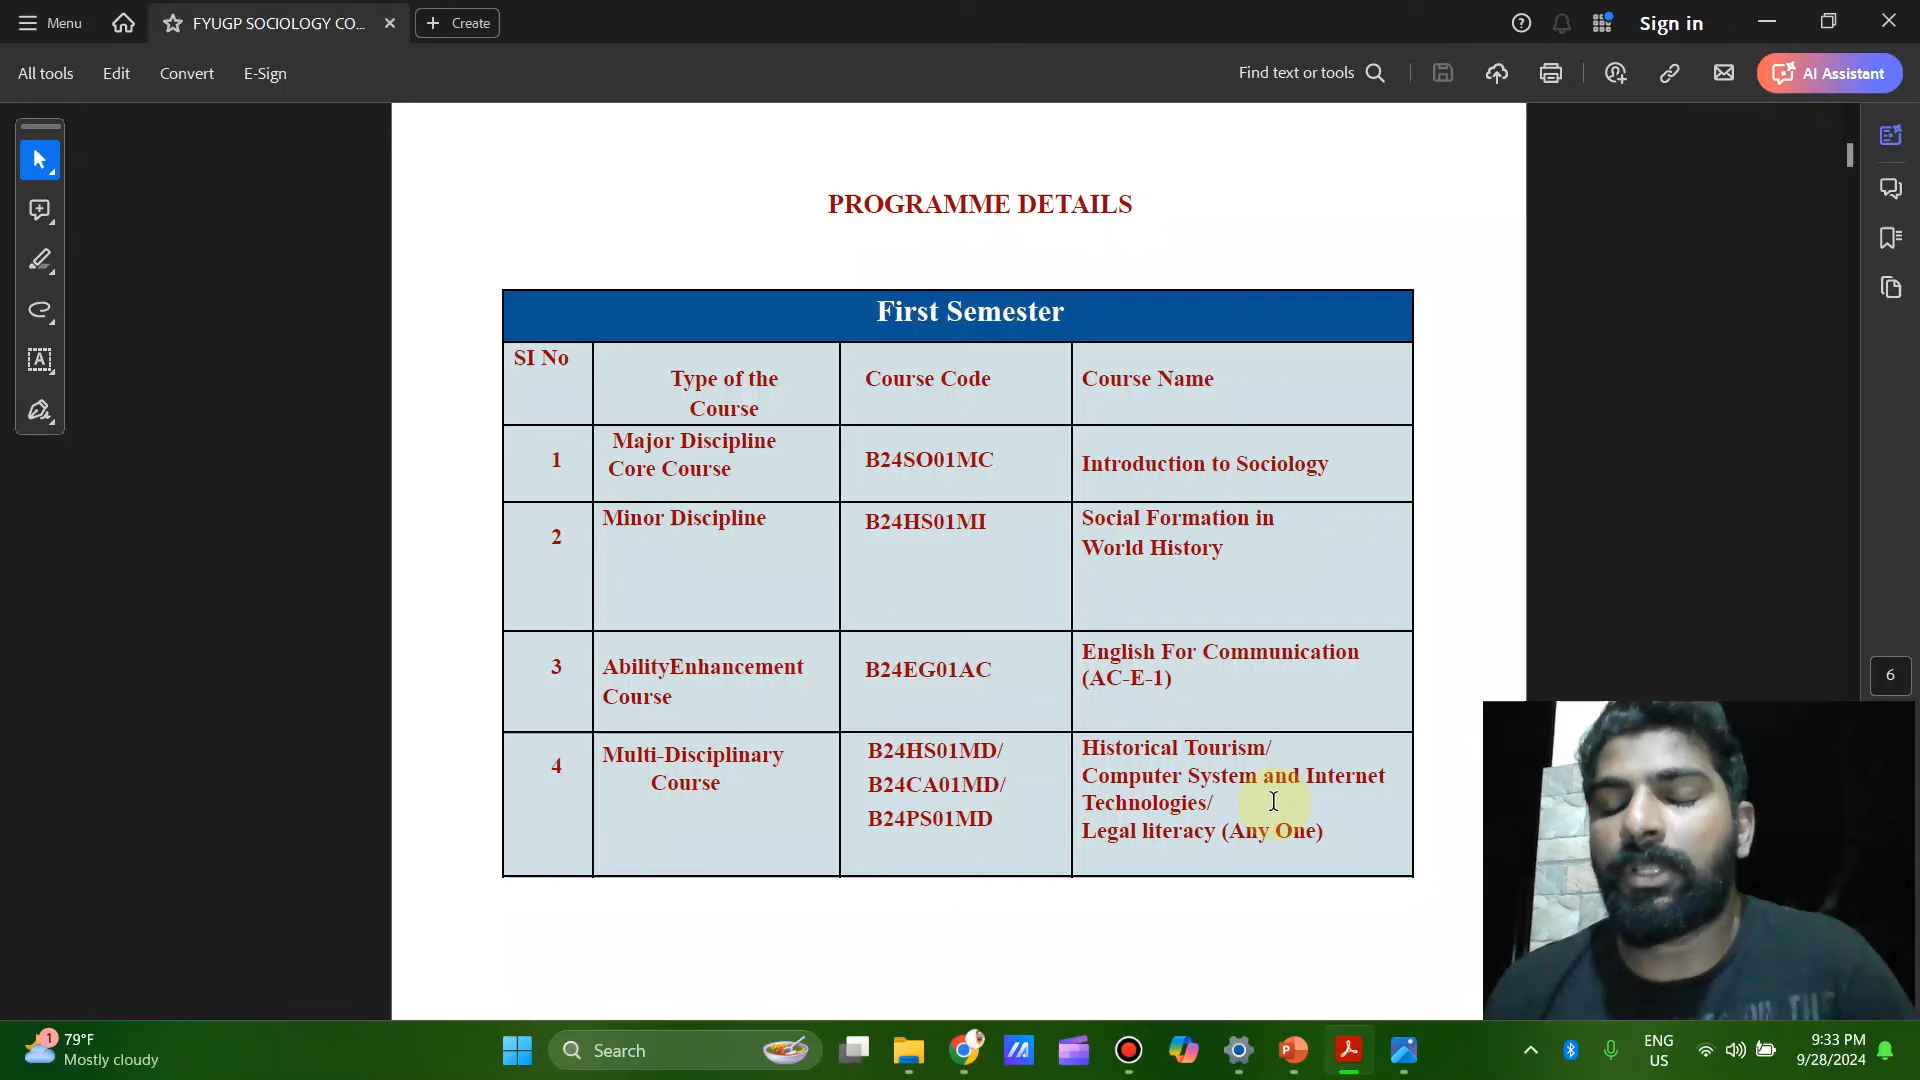 Menu
FYUGP SOCIOLOGY CO...
Create
Sign in
All tools
Edit
Convert
E-Sign
Find text or tools
AI Assistant
PROGRAMME DETAILS
First Semester
SI No
Type of the
Course
Course Code
Course Name
1
Major Discipline
Core Course
B24SO01MC
Introduction to Sociology
2
Minor Discipline
B24HS01MI
Social Formation in
World History
3
AbilityEnhancement
Course
B24EG01AC
English For Communication
(AC-E-1)
4
Multi-Disciplinary
Course
B24HS01MD/
B24CA01MD/
B24PS01MD
Historical Tourism/
Computer System and Internet
Technologies/
Legal literacy (Any One)
6
1
79°F
Mostly cloudy
Search
ENG
US
9:33 PM
9/28/2024